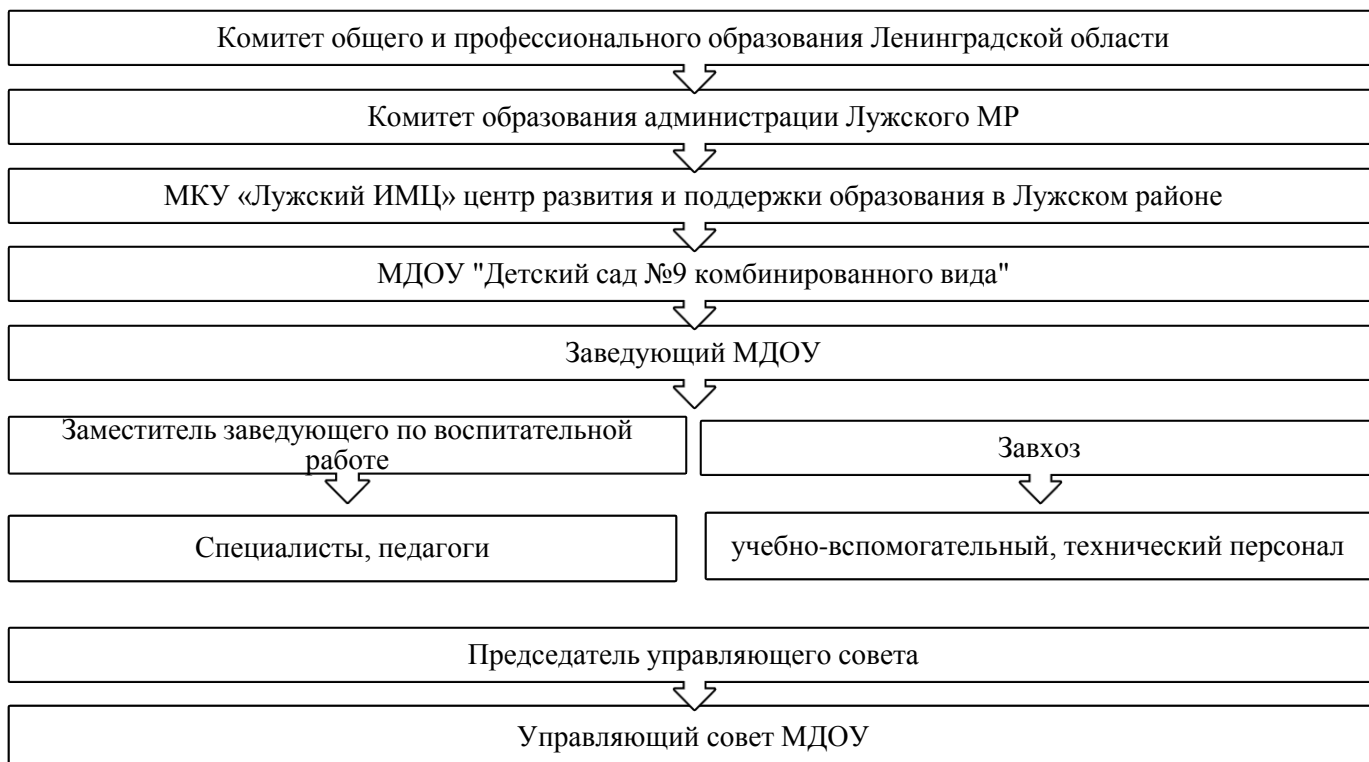 Комитет общего и профессионального образования Ленинградской области
Комитет образования администрации Лужского МР
МКУ «Лужский ИМЦ» центр развития и поддержки образования в Лужском районе
МДОУ "Детский сад №9 комбинированного вида"
Заведующий МДОУ
Заместитель заведующего по воспитательной
работе
Завхоз
Специалисты, педагоги
учебно-вспомогательный, технический персонал
Председатель управляющего совета
Управляющий совет МДОУ